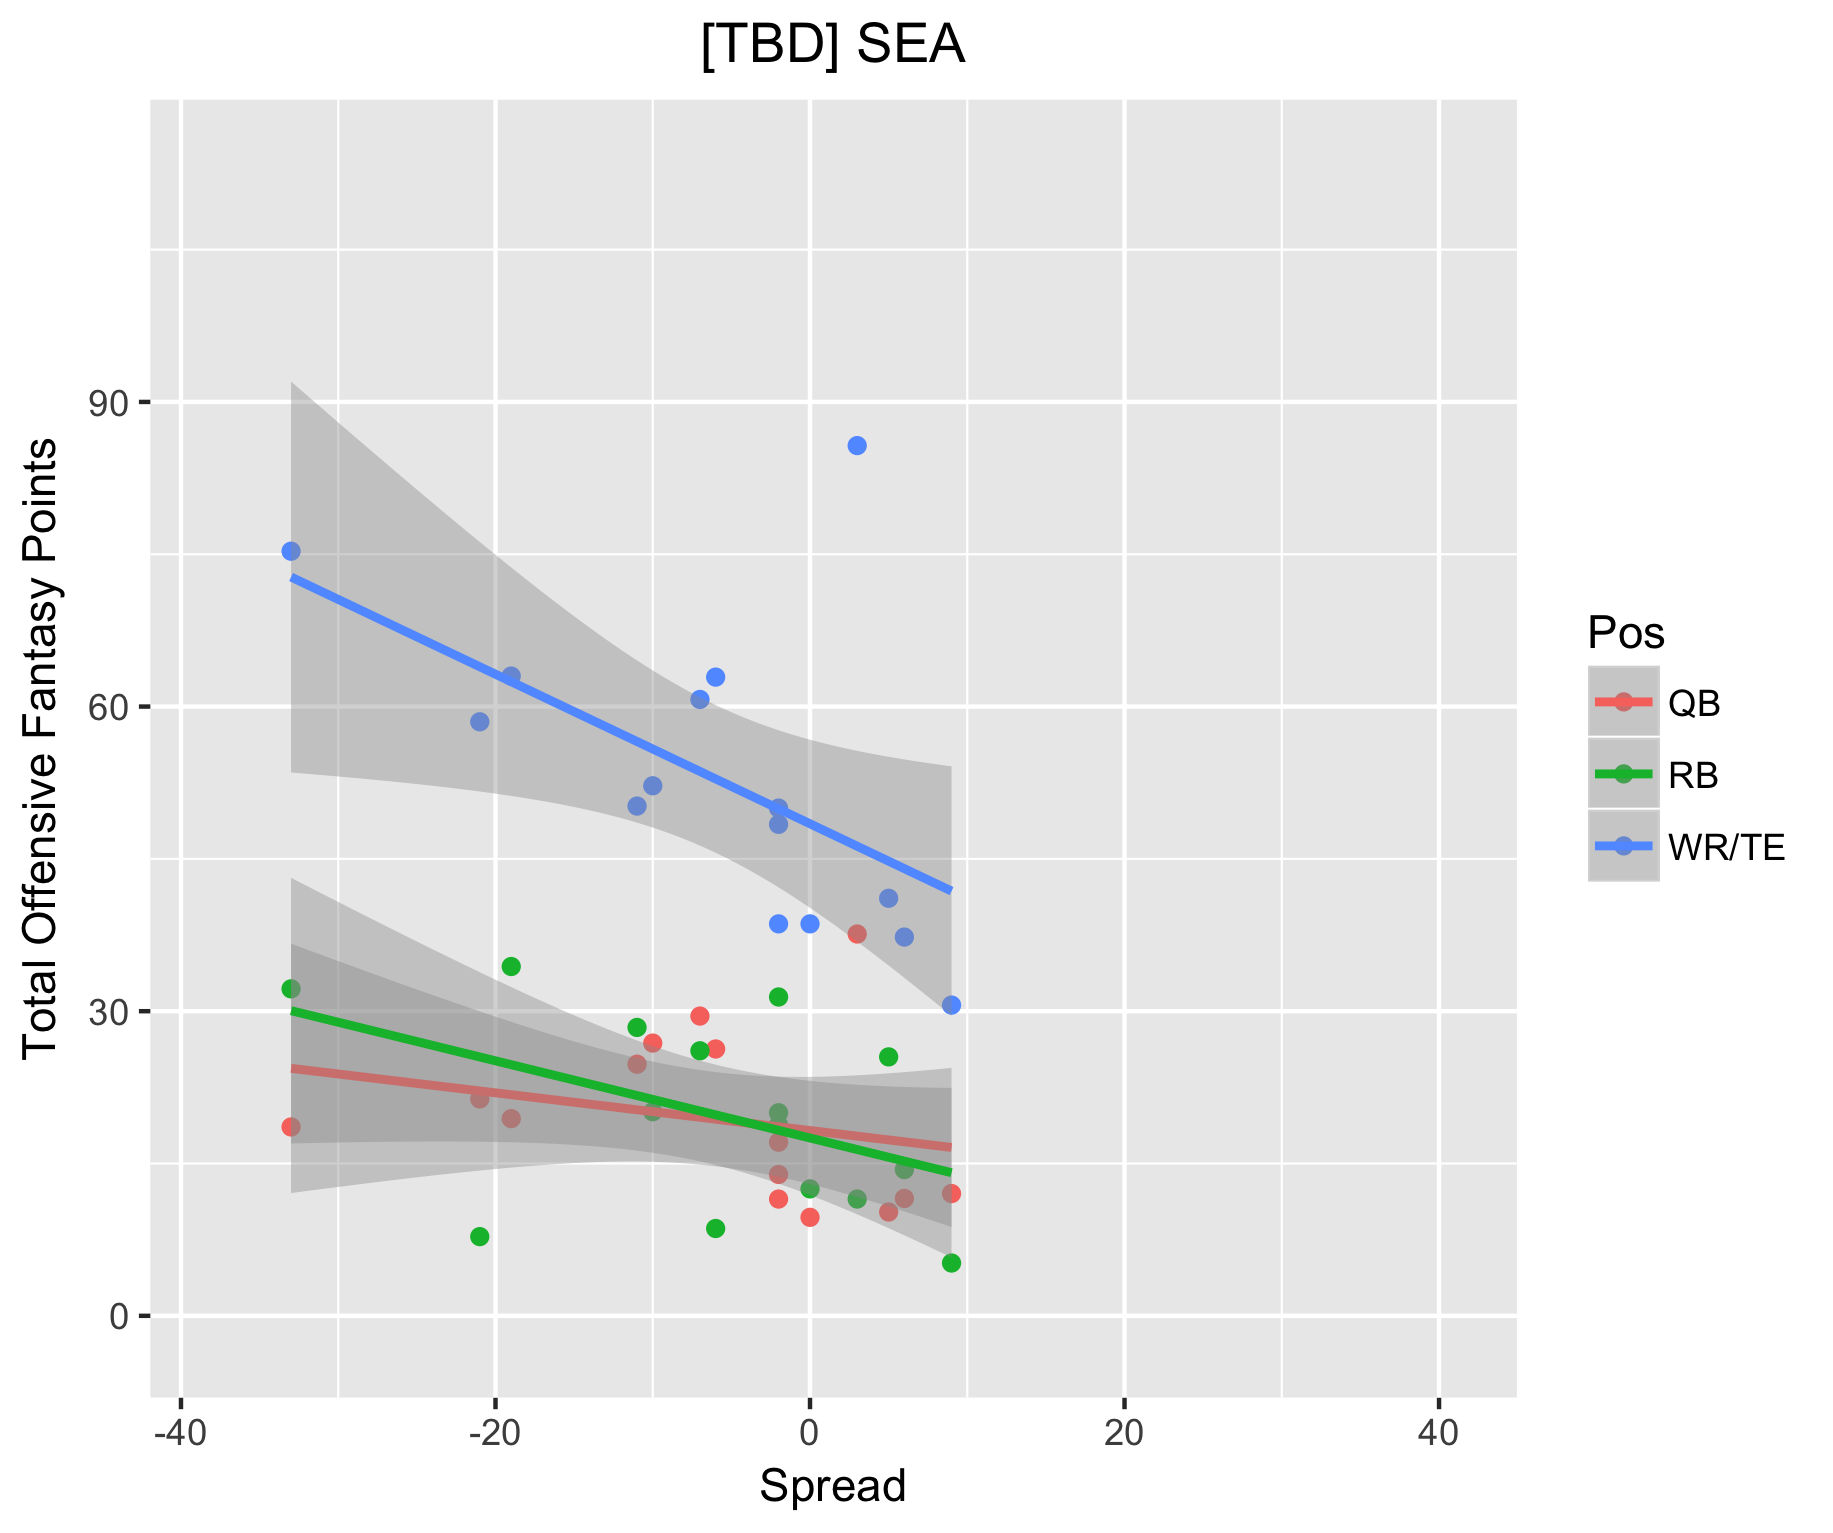 [TBD] SEA
Total Offensive Fantasy Points
90
60
30
0
-40
-20
0
20
40
Spread
Pos
QB
RB
WR/TE